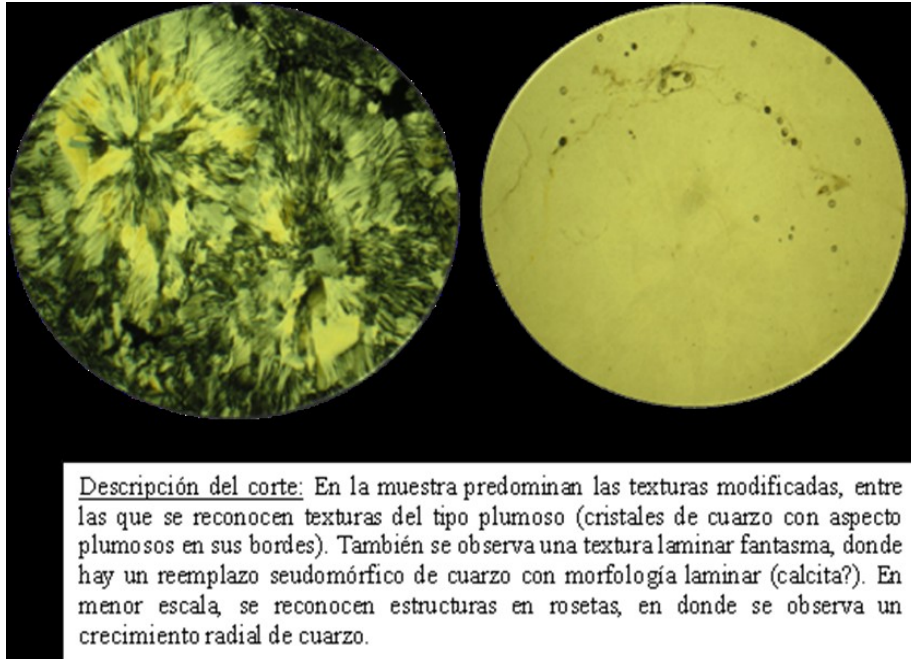 Descripción del corte: En la muestra predominan las texturas modificadas, entre
las que se reconocen texturas del tipo plumoso (cristales de cuarzo con aspecto
plumosos en sus bordes). También se observa una textura laminar fantasma, donde
hay un reemplazo seudomórfico de cuarzo con morfología laminar (calcita?). En
menor escala, se reconocen estructuras en rosetas, en donde se observa un
crecimiento radial de cuarzo.